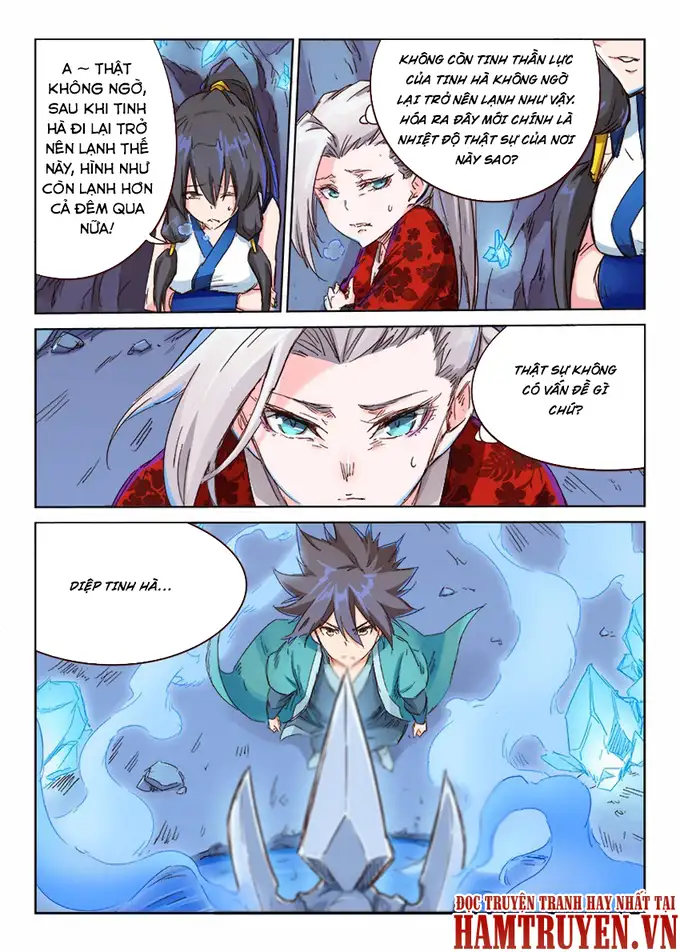 A ~ THẬT
KHÔNG NGỜ,
SAU KHI TINH
HÀ ĐI LẠI TRỞ
NÊN LẠNH THẾ
NÀY, HÌNH NHƯ
CÒN LẠNH HƠN
CẢ ĐÊM QUA
NỮA!
KHÔNG CÒN TINH THẦN LỰC
CỦA TINH HÀ KHÔNG NGỜ
LẠI TRỞ NÊN LẠNH NHƯ VẬY.
HÓA RA ĐÂY MỚI CHÍNH LÀ
NHIỆT ĐỘ THẬT SỰ CỦA NƠI
NÀY SAO?
THẬT SỰ KHÔNG
CÓ VẤN ĐỀ GÌ
CHỨ?
DIỆP TINH HÀ...
ĐỌC TRUYỆN TRANH HAY NHẤT TẠI
HAMTRUYEN.VN